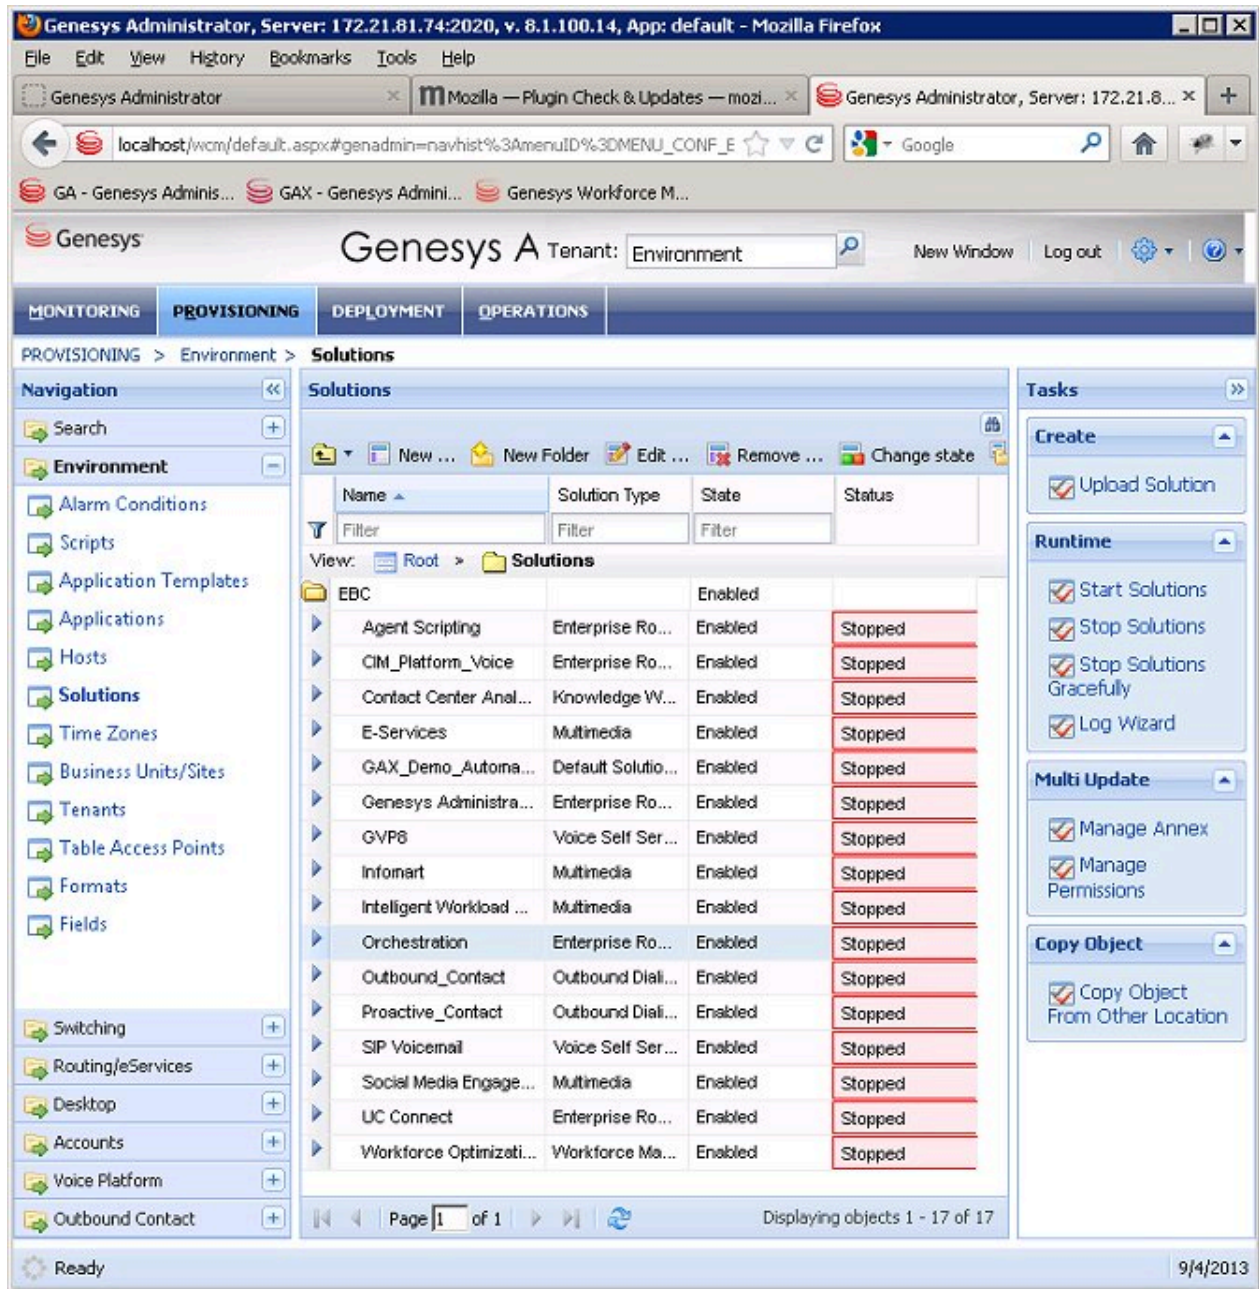 Genesys Administrator, Server: 172.21.81.74:2020, v. 8.1.100.14, App: default - Mozilla Firefox
File Edit View History Bookmarks Tools Help
Genesys Administrator
m Mozilla — Plugin Check & Updates — mozi...
Genesys Administrator, Server: 172.21.8...
localhost/wcm/default.aspx#genadmin=navhist%3AmenuID%3DMENU_CONF_E
Google
GA - Genesys Adminis... GAX - Genesys Admini... Genesys Workforce M...
Genesys
Genesys A
Tenant: Environment
New Window Log out
MONITORING PROVISIONING DEPLOYMENT OPERATIONS
PROVISIONING > Environment > Solutions
Navigation
Search
Environment
Alarm Conditions
Scripts
Application Templates
Applications
Hosts
Solutions
Time Zones
Business Units/Sites
Tenants
Table Access Points
Formats
Fields
Switching
Routing/eServices
Desktop
Accounts
Voice Platform
Outbound Contact
Solutions
New ... New Folder Edit ... Remove ... Change state
Name Solution Type State Status
Filter Filter Filter
View: Root > Solutions
EBC Enabled
Agent Scripting Enterprise Ro... Enabled Stopped
CIM_Platform_Voice Enterprise Ro... Enabled Stopped
Contact Center Anal... Knowledge W... Enabled Stopped
E-Services Multimedia Enabled Stopped
GAX_Demo_Automa... Default Solutio... Enabled Stopped
Genesys Administra... Enterprise Ro... Enabled Stopped
GVP8 Voice Self Ser... Enabled Stopped
Infomart Multimedia Enabled Stopped
Intelligent Workload ... Multimedia Enabled Stopped
Orchestration Enterprise Ro... Enabled Stopped
Outbound_Contact Outbound Diali... Enabled Stopped
Proactive_Contact Outbound Diali... Enabled Stopped
SIP Voicemail Voice Self Ser... Enabled Stopped
Social Media Engage... Multimedia Enabled Stopped
UC Connect Enterprise Ro... Enabled Stopped
Workforce Optimizati... Workforce Ma... Enabled Stopped
Page 1 of 1
Displaying objects 1 - 17 of 17
Tasks
Create
Upload Solution
Runtime
Start Solutions
Stop Solutions
Stop Solutions
Gracefully
Log Wizard
Multi Update
Manage Annex
Manage
Permissions
Copy Object
Copy Object
From Other Location
Ready
9/4/2013